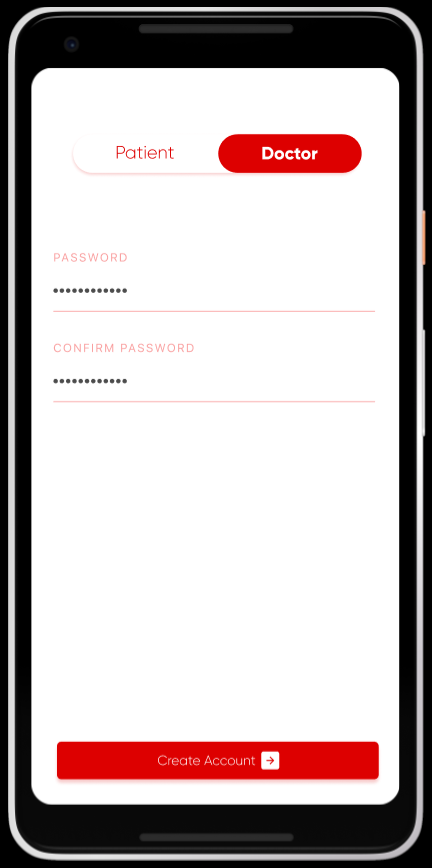 Patient Doctor
PASSWORD
••••••••••••
CONFIRM PASSWORD
••••••••••••
Create Account